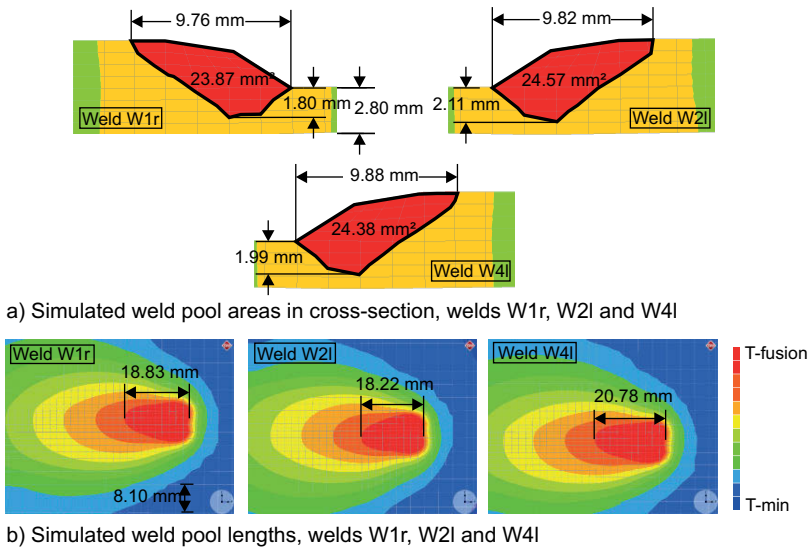 9.76 mm
23.87 mm²
1.80 mm
2.80 mm
Weld W1r
9.82 mm
24.57 mm²
2.11 mm
Weld W2l
9.88 mm
24.38 mm²
1.99 mm
Weld W4l
a) Simulated weld pool areas in cross-section, welds W1r, W2l and W4l
Weld W1r
18.83 mm
8.10mm
Weld W2l
18.22 mm
Weld W4l
20.78 mm
T-fusion
T-min
b) Simulated weld pool lengths, welds W1r, W2l and W4l